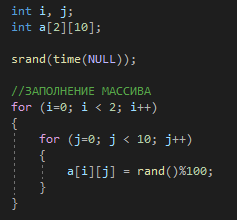 int i, j;
int a[2][10];
srand(time(NULL));
//ЗАПОЛНЕНИЕ МАССИВА
for (i=0; i < 2; i++)
{
for (j=0; j < 10; j++)
{
a[i][j] = rand()%100;
}
}